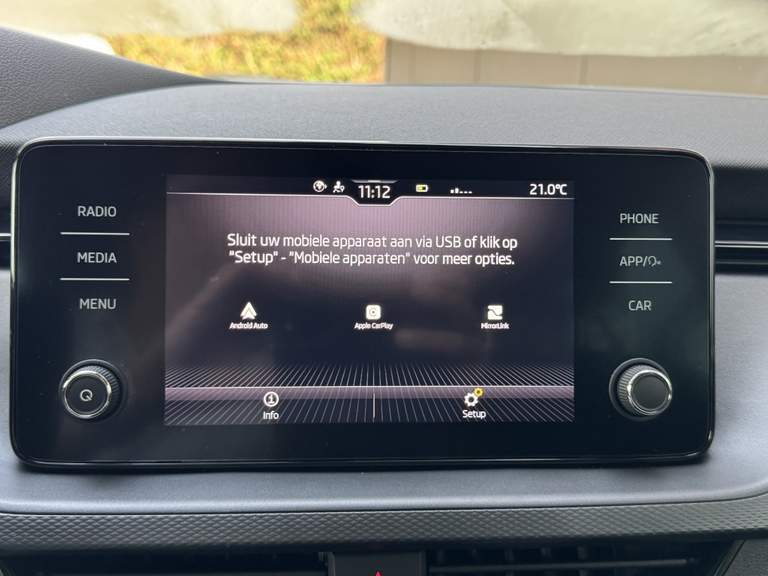 11:12
21.0°C
RADIO
MEDIA
MENU
Sluit uw mobiele apparaat aan via USB of klik op
"Setup" - "Mobiele apparaten" voor meer opties.
Android Auto
Apple CarPlay
MirrorLink
Info
Setup
PHONE
APP/
CAR